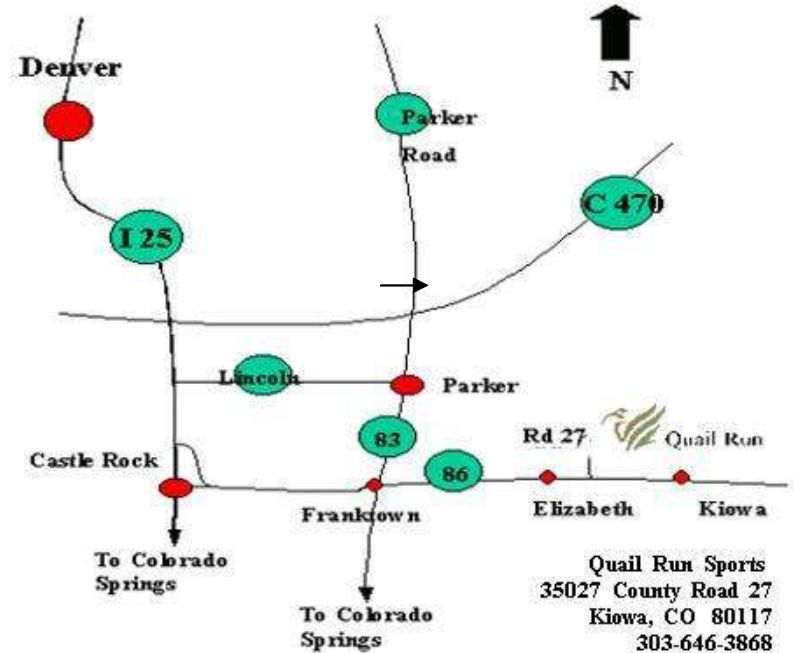 Denver
N
Parker
Road
C 470
I 25
Lincoln
Parker
83
Rd 27
Quail Run
Castle Rock
86
Franktown
Elizabeth
Kiowa
To Colorado
Springs
To Colorado
Springs
Quail Run Sports
35027 County Road 27
Kiowa, CO 80117
303-646-3868